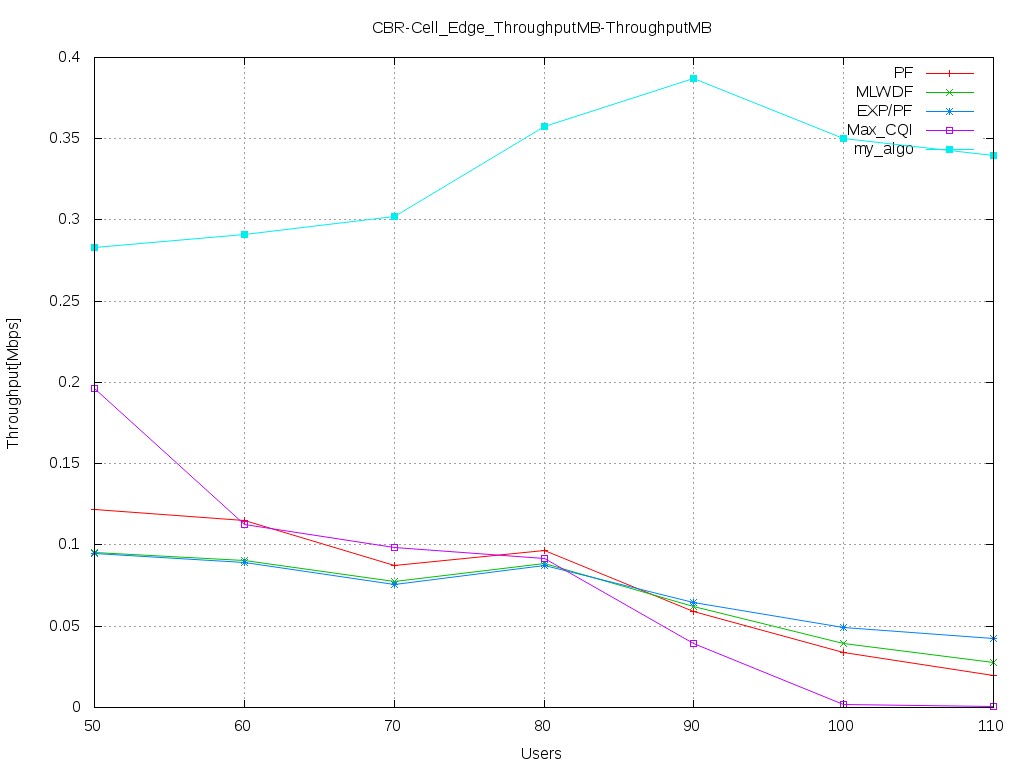 CBR-Cell_Edge_ThroughputMB-ThroughputMB
0.4
0.35
0.3
0.25
0.2
0.15
0.1
0.05
0
Throughput[Mbps]
PF
MLWDF
EXP/PF
Max_CQI
my_algo
50 60 70 80 90 100 110
Users